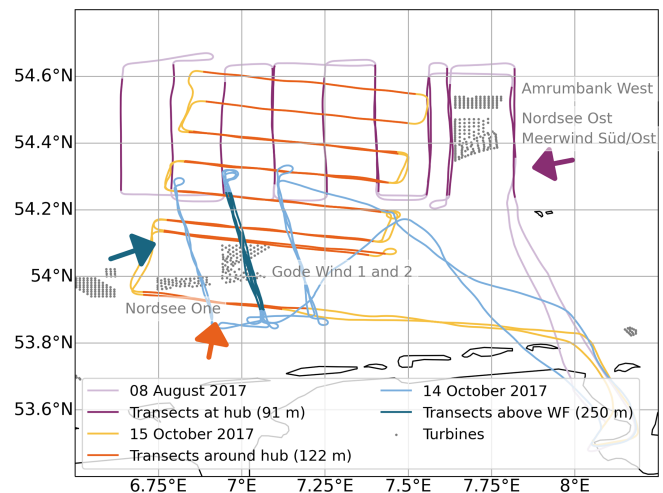 54.6°N
Amrumbank West
Nordsee Ost
54.4°N
Meerwind Süd/Ost
54.2°N
54°N
Gode Wind 1 and 2
Nordsee One
53.8°N
53.6°N
08 August 2017
Transects at hub (91 m)
15 October 2017
Transects around hub (122 m)
14 October 2017
Transects above WF (250 m)
Turbines
6.75°E 7°E 7.25°E 7.5°E 7.75°E 8°E